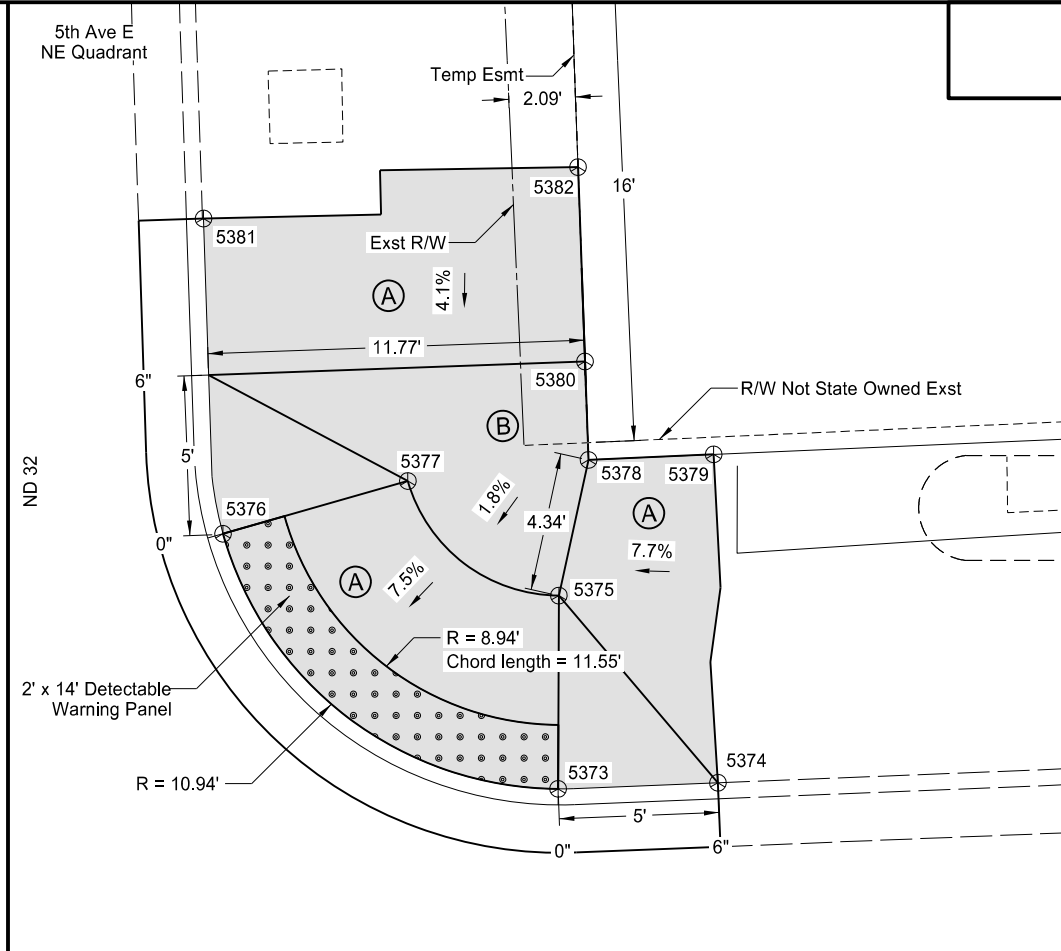 5th Ave E
NE Quadrant
Temp Esmt
2.09'
5382
16'
5381
Exst R/W
A
4.1%
11.77'
5380
6"
R/W Not State Owned Exst
B
5'
5377
5378
5379
ND 32
1.8%
4.34'
A
5376
0"
7.7%
A
7.5%
5375
R = 8.94'
Chord length = 11.55'
2' x 14' Detectable
Warning Panel
5374
5373
R = 10.94'
5'
0"
6"